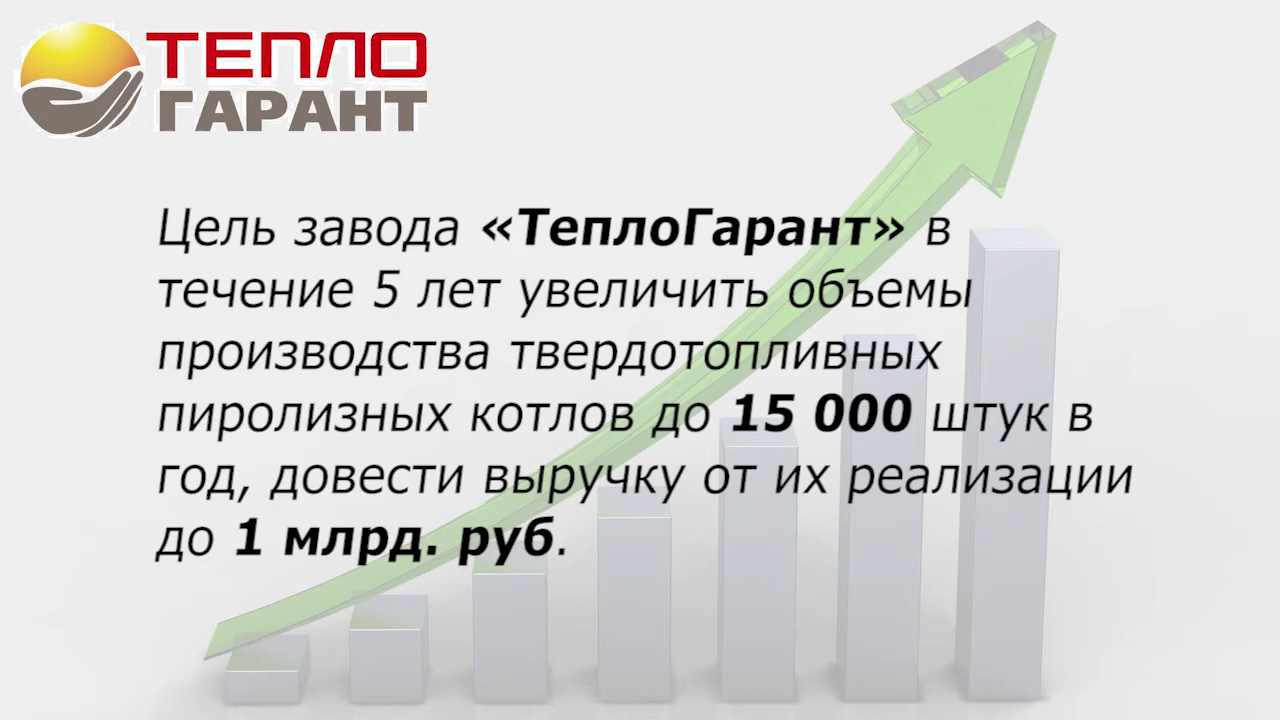 ТЕПЛО
ГАРАНТ
Цель завода «ТеплоГарант» в
течение 5 лет увеличить объемы
производства твердотопливных
пиролизных котлов до 15 000 штук в
год, довести выручку от их реализации
до 1 млрд. руб.